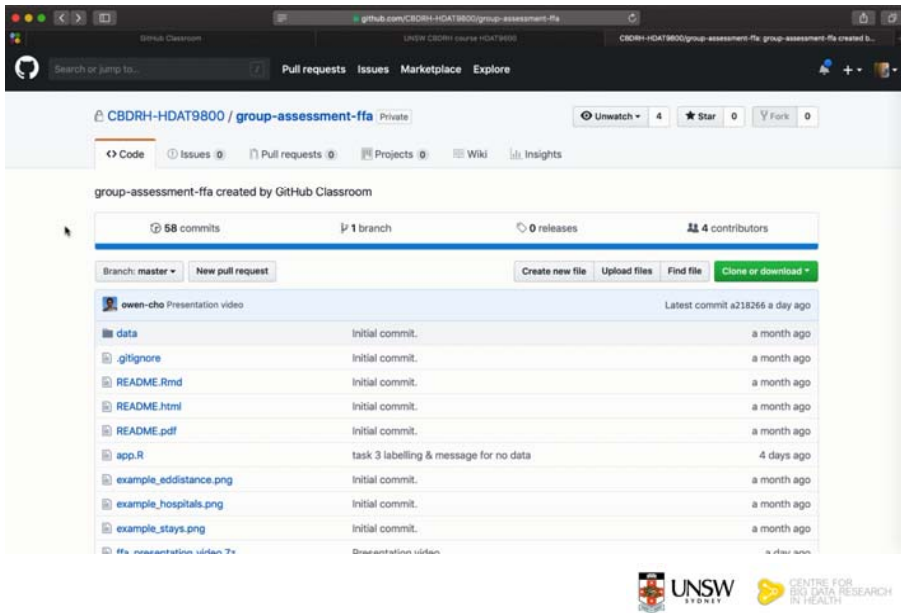 github.com/CBDRH-HDAT9800/group-assessment-ffa
GitHub Classroom
UNSW CBDRH course HDAT9800
CBDRH-HDAT9800/group-assessment-ffa: group-assessment-ffa created b...
Search or jump to...
/
Pull requests Issues Marketplace Explore
CBDRH-HDAT9800 / group-assessment-ffa Private
Unwatch 4 Star 0 Fork 0
Code Issues 0 Pull requests 0 Projects 0 Wiki Insights
group-assessment-ffa created by GitHub Classroom
58 commits 1 branch 0 releases 4 contributors
Branch: master New pull request Create new file Upload files Find file Clone or download
owen-cho Presentation video Latest commit a218266 a day ago
data Initial commit. a month ago
.gitignore Initial commit. a month ago
README.Rmd Initial commit. a month ago
README.html Initial commit. a month ago
README.pdf Initial commit. a month ago
app.R task 3 labelling & message for no data 4 days ago
example_eddistance.png Initial commit. a month ago
example_hospitals.png Initial commit. a month ago
example_stays.png Initial commit. a month ago
ffa_presentation_video.7z Presentation video a day ago
UNSW
SYDNEY
CENTRE FOR
BIG DATA RESEARCH
IN HEALTH